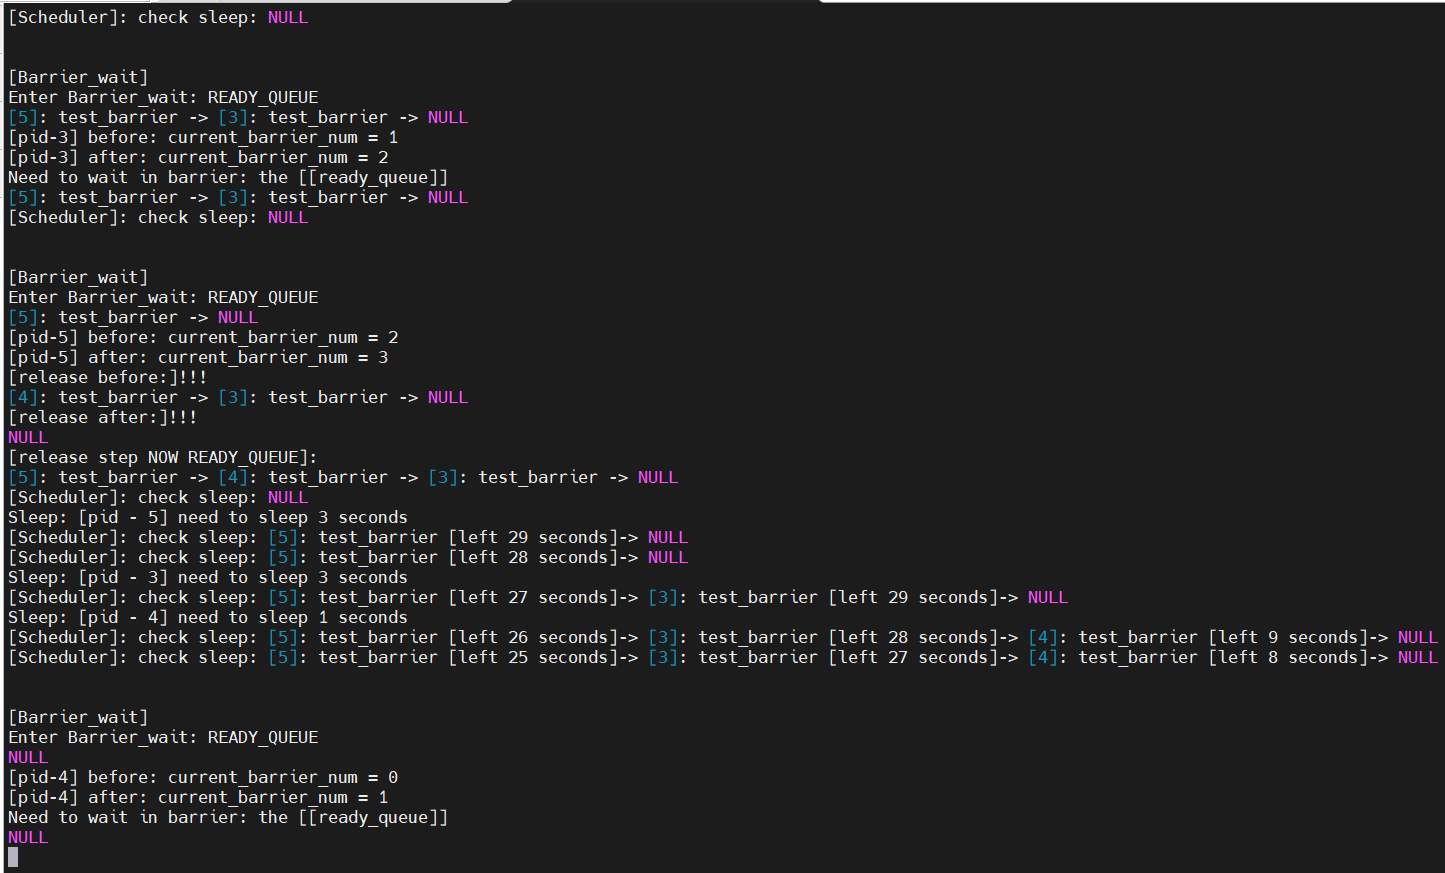 [Scheduler]: check sleep: NULL
[Barrier_wait]
Enter Barrier_wait: READY_QUEUE
[5]: test_barrier -> [3]: test_barrier -> NULL
[pid-3] before: current_barrier_num = 1
[pid-3] after: current_barrier_num = 2
Need to wait in barrier: the [[ready_queue]]
[5]: test_barrier -> [3]: test_barrier -> NULL
[Scheduler]: check sleep: NULL
[Barrier_wait]
Enter Barrier_wait: READY_QUEUE
[5]: test_barrier -> NULL
[pid-5] before: current_barrier_num = 2
[pid-5] after: current_barrier_num = 3
[release before:]!!!
[4]: test_barrier -> [3]: test_barrier -> NULL
[release after:]!!!
NULL
[release step NOW READY_QUEUE]:
[5]: test_barrier -> [4]: test_barrier -> [3]: test_barrier -> NULL
[Scheduler]: check sleep: NULL
Sleep: [pid - 5] need to sleep 3 seconds
[Scheduler]: check sleep: [5]: test_barrier [left 29 seconds]-> NULL
[Scheduler]: check sleep: [5]: test_barrier [left 28 seconds]-> NULL
Sleep: [pid - 3] need to sleep 3 seconds
[Scheduler]: check sleep: [5]: test_barrier [left 27 seconds]-> [3]: test_barrier [left 29 seconds]-> NULL
Sleep: [pid - 4] need to sleep 1 seconds
[Scheduler]: check sleep: [5]: test_barrier [left 26 seconds]-> [3]: test_barrier [left 28 seconds]-> [4]: test_barrier [left 9 seconds]-> NULL
[Scheduler]: check sleep: [5]: test_barrier [left 25 seconds]-> [3]: test_barrier [left 27 seconds]-> [4]: test_barrier [left 8 seconds]-> NULL
[Barrier_wait]
Enter Barrier_wait: READY_QUEUE
NULL
[pid-4] before: current_barrier_num = 0
[pid-4] after: current_barrier_num = 1
Need to wait in barrier: the [[ready_queue]]
NULL